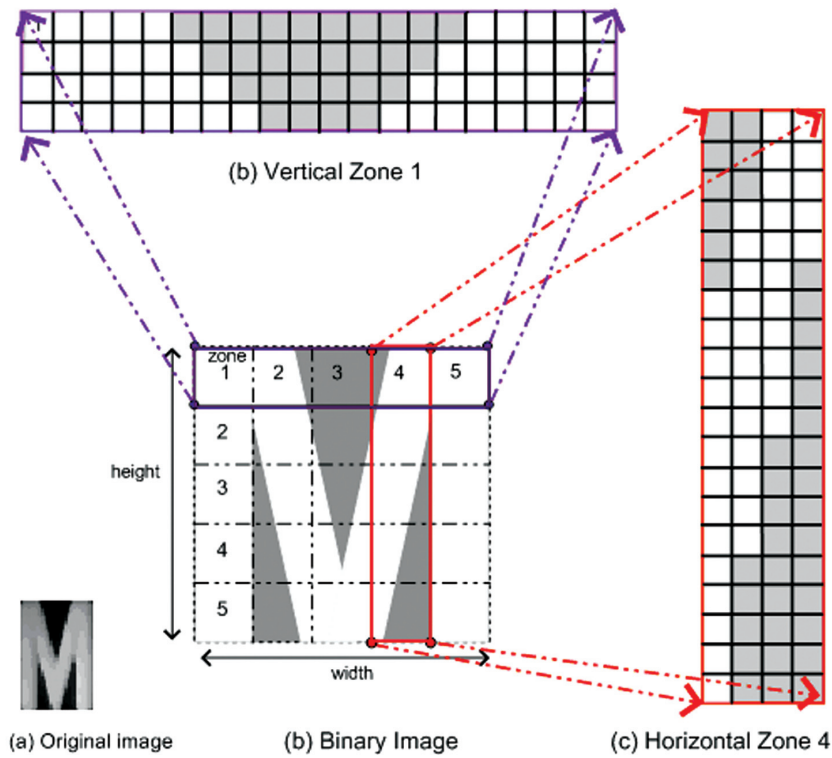 (b) Vertical Zone 1
zone
1 2 3 4 5
2
3
4
5
height
width
(a) Original image
(b) Binary Image
(c) Horizontal Zone 4